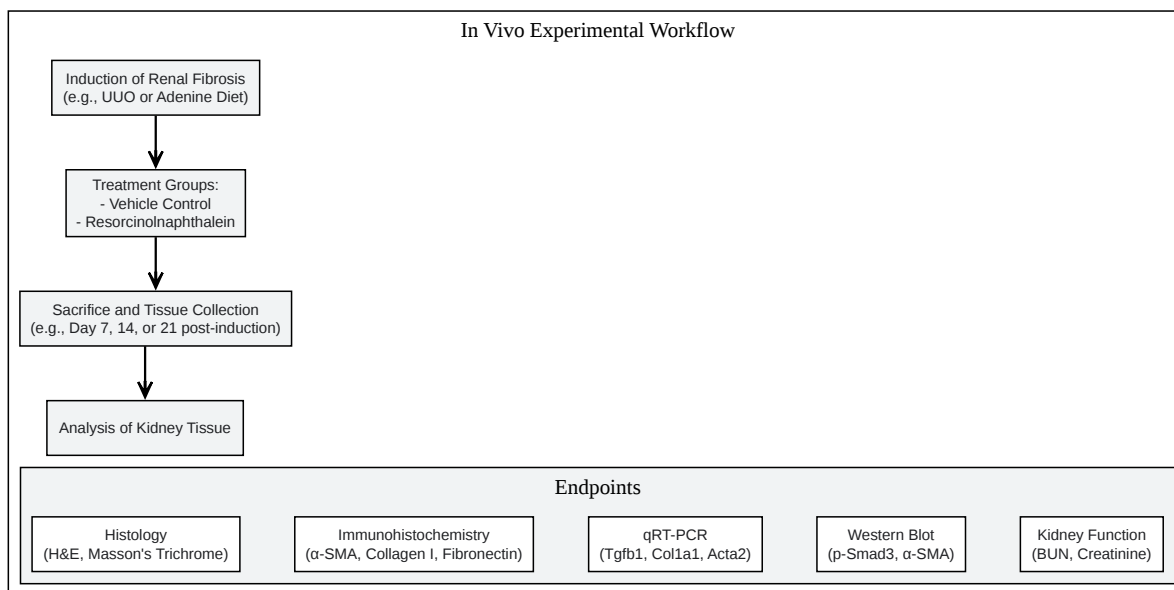 In Vivo Experimental Workflow
Induction of Renal Fibrosis
(e.g., UUO or Adenine Diet)
Treatment Groups:
- Vehicle Control
- Resorcinolnaphthalein
Sacrifice and Tissue Collection
(e.g., Day 7, 14, or 21 post-induction)
Analysis of Kidney Tissue
Endpoints
Histology
(H&E, Masson's Trichrome)
Immunohistochemistry
(α-SMA, Collagen I, Fibronectin)
qRT-PCR
(Tgfb1, Col1a1, Acta2)
Western Blot
(p-Smad3, α-SMA)
Kidney Function
(BUN, Creatinine)